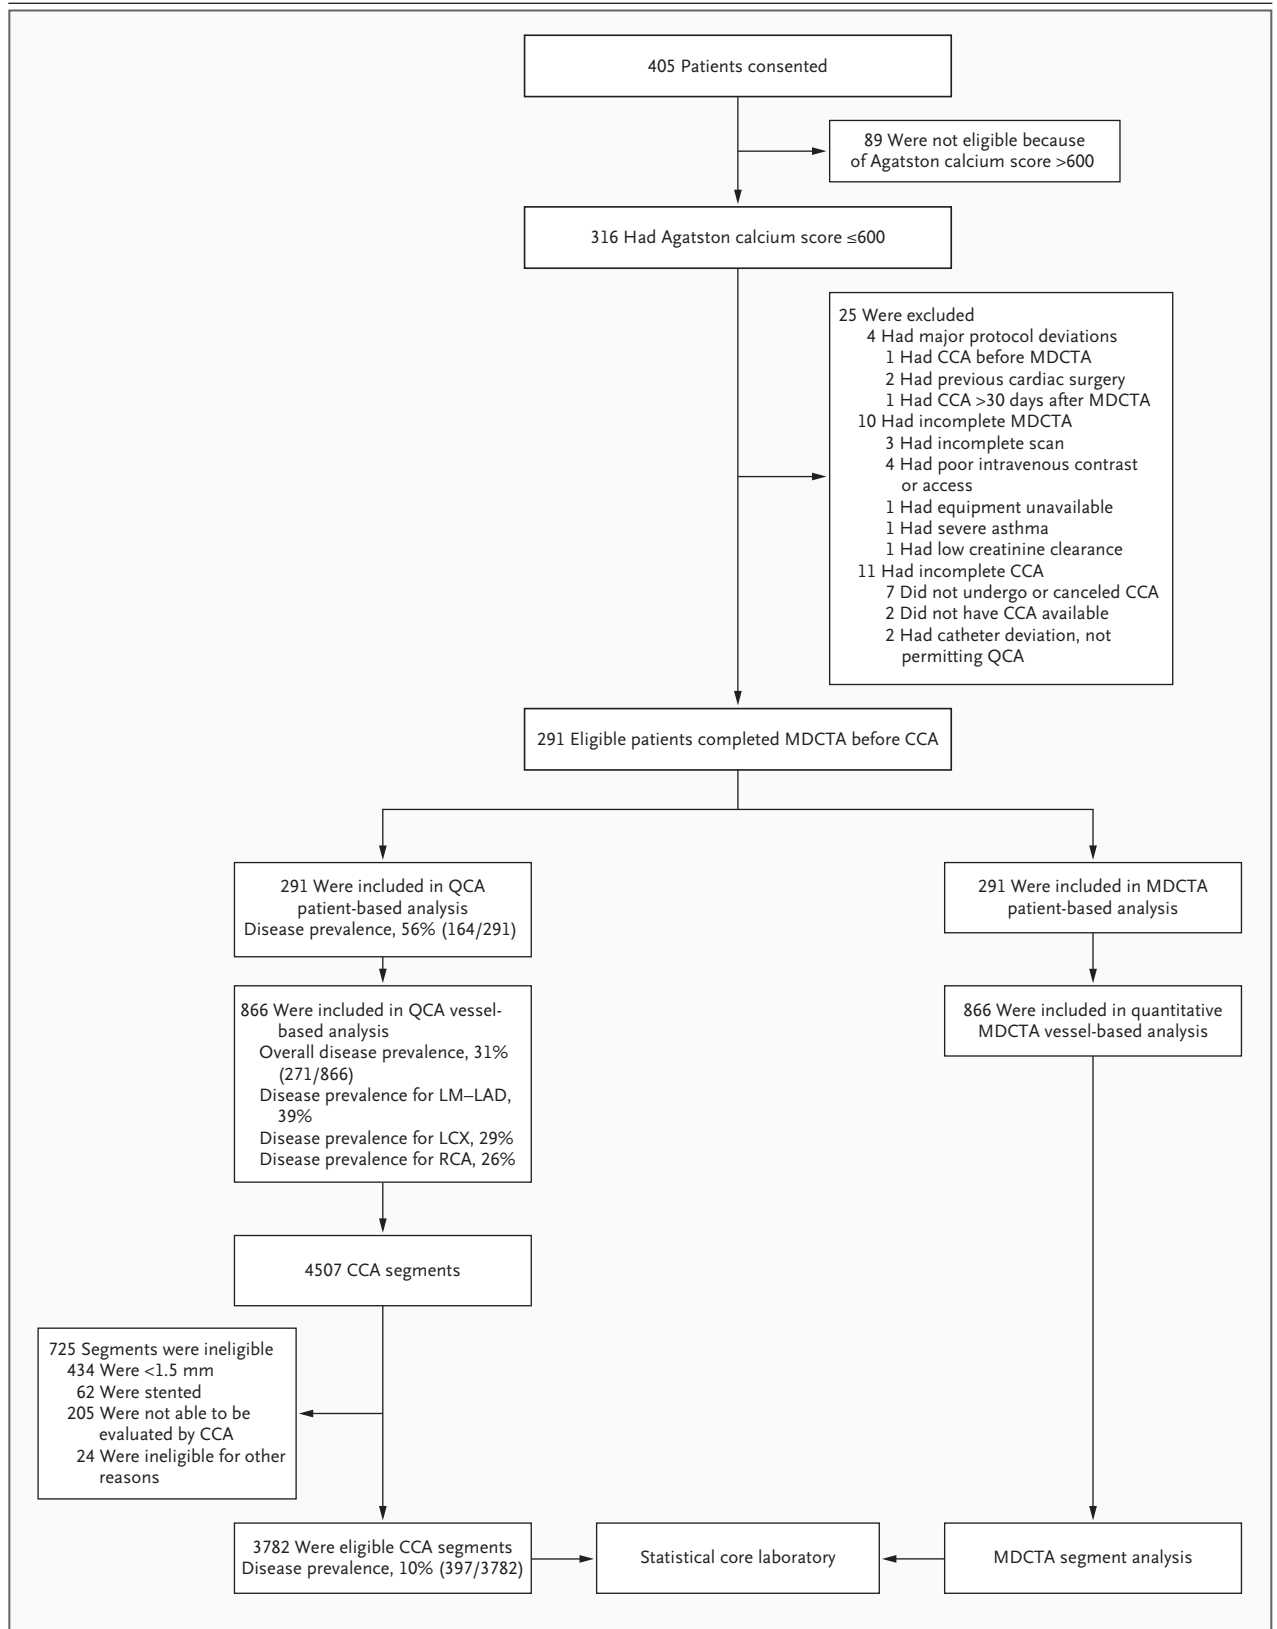 405 Patients consented
89 Were not eligible because
of Agatston calcium score >600
316 Had Agatston calcium score ≤600
25 Were excluded
4 Had major protocol deviations
1 Had CCA before MDCTA
2 Had previous cardiac surgery
1 Had CCA >30 days after MDCTA
10 Had incomplete MDCTA
3 Had incomplete scan
4 Had poor intravenous contrast
or access
1 Had equipment unavailable
1 Had severe asthma
1 Had low creatinine clearance
11 Had incomplete CCA
7 Did not undergo or canceled CCA
2 Did not have CCA available
2 Had catheter deviation, not
permitting QCA
291 Eligible patients completed MDCTA before CCA
291 Were included in QCA
patient-based analysis
Disease prevalence, 56% (164/291)
291 Were included in MDCTA
patient-based analysis
866 Were included in QCA vessel-
based analysis
Overall disease prevalence, 31%
(271/866)
Disease prevalence for LM–LAD,
39%
Disease prevalence for LCX, 29%
Disease prevalence for RCA, 26%
866 Were included in quantitative
MDCTA vessel-based analysis
4507 CCA segments
725 Segments were ineligible
434 Were <1.5 mm
62 Were stented
205 Were not able to be
evaluated by CCA
24 Were ineligible for other
reasons
3782 Were eligible CCA segments
Disease prevalence, 10% (397/3782)
Statistical core laboratory
MDCTA segment analysis